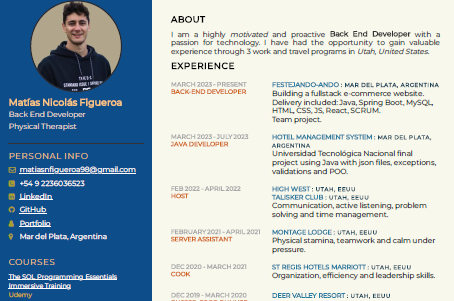 Matías Nicolás Figueroa
Back End Developer
Physical Therapist
PERSONAL INFO
matiasnfigueroa98@gmail.com
+54 9 2236036523
LinkedIn
GitHub
Portfolio
Mar del Plata, Argentina
COURSES
The SQL Programming Essentials
Immersive Training
Udemy
ABOUT
I am a highly motivated and proactive Back End Developer with a
passion for technology. I have had the opportunity to gain valuable
experience through 3 work and travel programs in Utah, United States.
EXPERIENCE
MARCH 2023 - PRESENT
BACK-END DEVELOPER
FESTEJANDO-ANDO : MAR DEL PLATA, ARGENTINA
Building a fullstack e-commerce website.
Delivery included: Java, Spring Boot, MySQL,
HTML, CSS, JS, React, SCRUM.
Team project.
MARCH 2023 - JULY 2023
JAVA DEVELOPER
HOTEL MANAGEMENT SYSTEM : MAR DEL PLATA,
ARGENTINA
Universidad Tecnológica Nacional final
project using Java with json files, exceptions,
validations and POO.
FEB 2022 - APRIL 2022
HOST
HIGH WEST : UTAH, EEUU
TALISKER CLUB : UTAH, EEUU
Communication, active listening, problem
solving and time management.
FEBRUARY 2021 – APRIL 2021
SERVER ASSISTANT
MONTAGE LODGE : UTAH, EEUU
Physical stamina, teamwork and calm under
pressure.
DEC 2020 - MARCH 2020
COOK
ST REGIS HOTELS MARRIOTT : UTAH, EEUU
Organization, efficiency and leadership skills.
DEC 2019 - MARCH 2020
DEER VALLEY RESORT : UTAH, EEUU